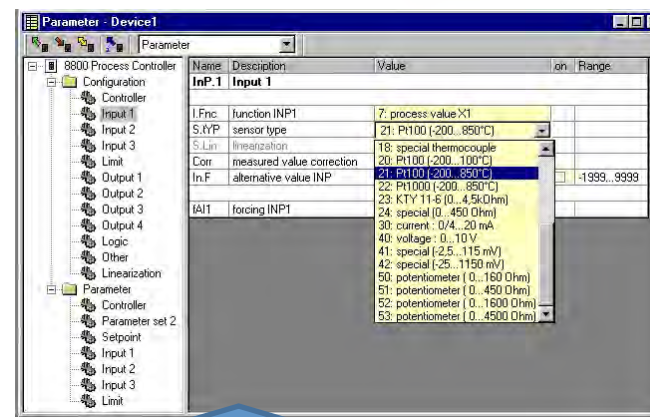 Parameter - Device1
Parameter
8800 Process Controller
Configuration
Controller
Input 1
Input 2
Input 3
Limit
Output 1
Output 2
Output 3
Output 4
Logic
Other
Linearization
Parameter
Controller
Parameter set 2
Setpoint
Input 1
Input 2
Input 3
Limit
Name Description Value on Range
InP.1 Input 1
I.Fnc function INP1 7: process value X1
S.tYP sensor type 21: Pt100 (-200...850°C)
S.Lin linearization
Corr measured value correction
In.F alternative value INP -1999...9999
fAI1 forcing INP1
18: special thermocouple
20: Pt100 (-200...100°C)
21: Pt100 (-200...850°C)
22: Pt1000 (-200...850°C)
23: KTY 11-6 (0...4,5kOhm)
24: special (0...450 Ohm)
30: current : 0/4...20 mA
40: voltage : 0...10 V
41: special (-2,5...115 mV)
42: special (-25...1150 mV)
50: potentiometer ( 0...160 Ohm)
51: potentiometer ( 0...450 Ohm)
52: potentiometer ( 0...1600 Ohm)
53: potentiometer ( 0...4500 Ohm)